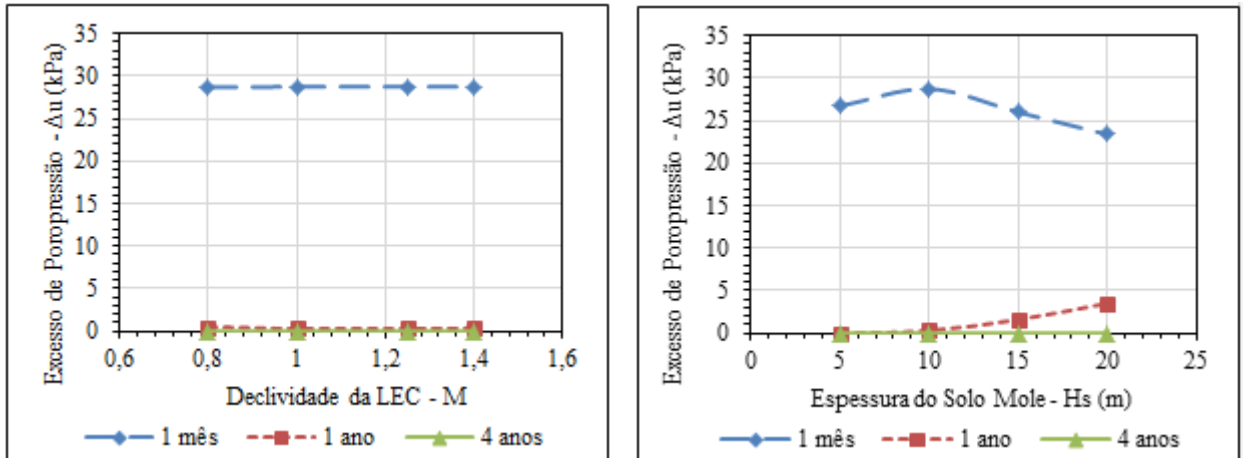 Excesso de Poropressão - Δu (kPa)
35
30
25
20
15
10
5
0
0,6 0,8 1 1,2 1,4 1,6
Declividade da LEC - M
1 mês 1 ano 4 anos
Excesso de Poropressão - Δu (kPa)
35
30
25
20
15
10
5
0
0 5 10 15 20 25
Espessura do Solo Mole - Hs (m)
1 mês 1 ano 4 anos